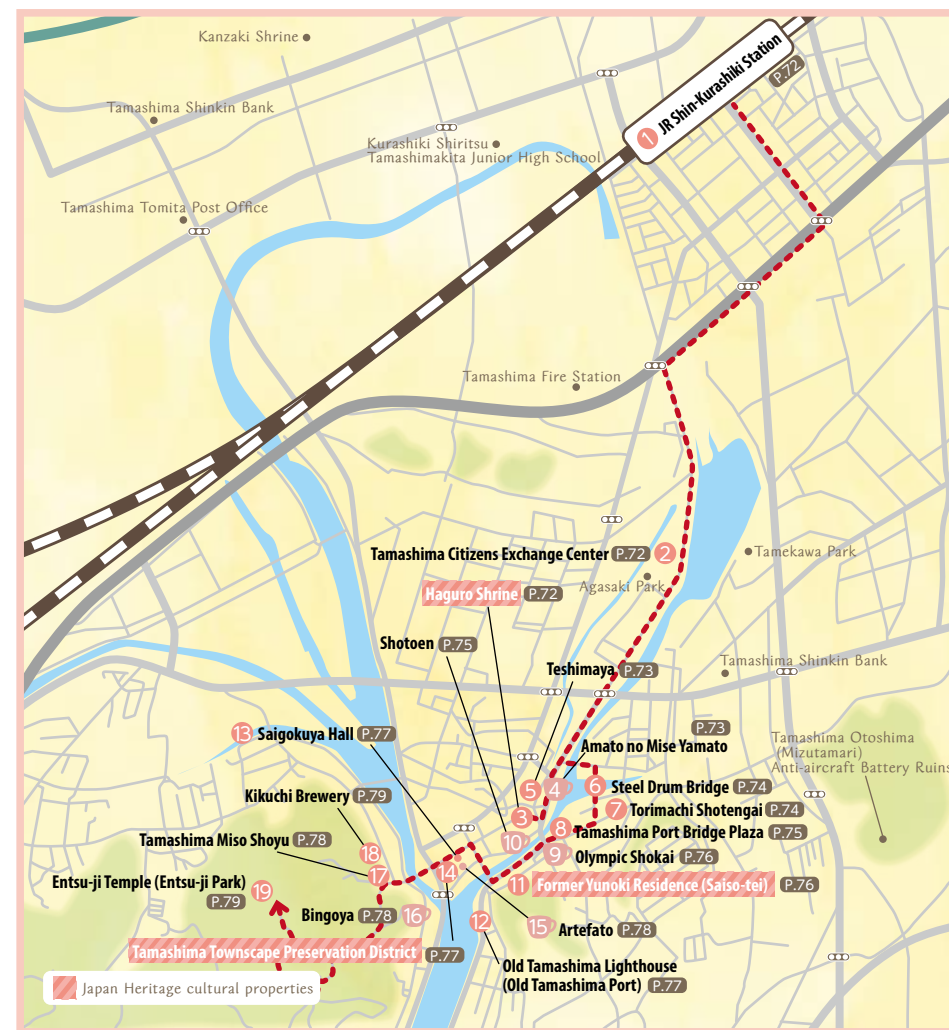 Kanzaki Shrine
1 JR Shin-Kurashiki Station
P.72
Tamashima Shinkin Bank
Kurashiki Shiritsu
Tamashimakita Junior High School
Tamashima Tomita Post Office
Tamashima Fire Station
Tamashima Citizens Exchange Center P.72 2
Tamekawa Park
Agasaki Park
Haguro Shrine P.72
Shotoen P.75
Teshimaya P.73
Tamashima Shinkin Bank
13 Saigokuya Hall P.77
P.73
Amato no Mise Yamato
Tamashima Otoshima
(Mizutamari)
Anti-aircraft Battery Ruins
Kikuchi Brewery P.79
5 4 6 Steel Drum Bridge P.74
3
7 Torimachi Shotengai P.74
Tamashima Miso Shoyu P.78
10
8 Tamashima Port Bridge Plaza P.75
18
9 Olympic Shokai P.76
Entsu-ji Temple (Entsu-ji Park)
P.79
19
17
14
11 Former Yunoki Residence (Saiso-tei) P.76
Bingoya P.78 16
12
15 Artefato P.78
Tamashima Townscape Preservation District P.77
Old Tamashima Lighthouse
(Old Tamashima Port) P.77
Japan Heritage cultural properties